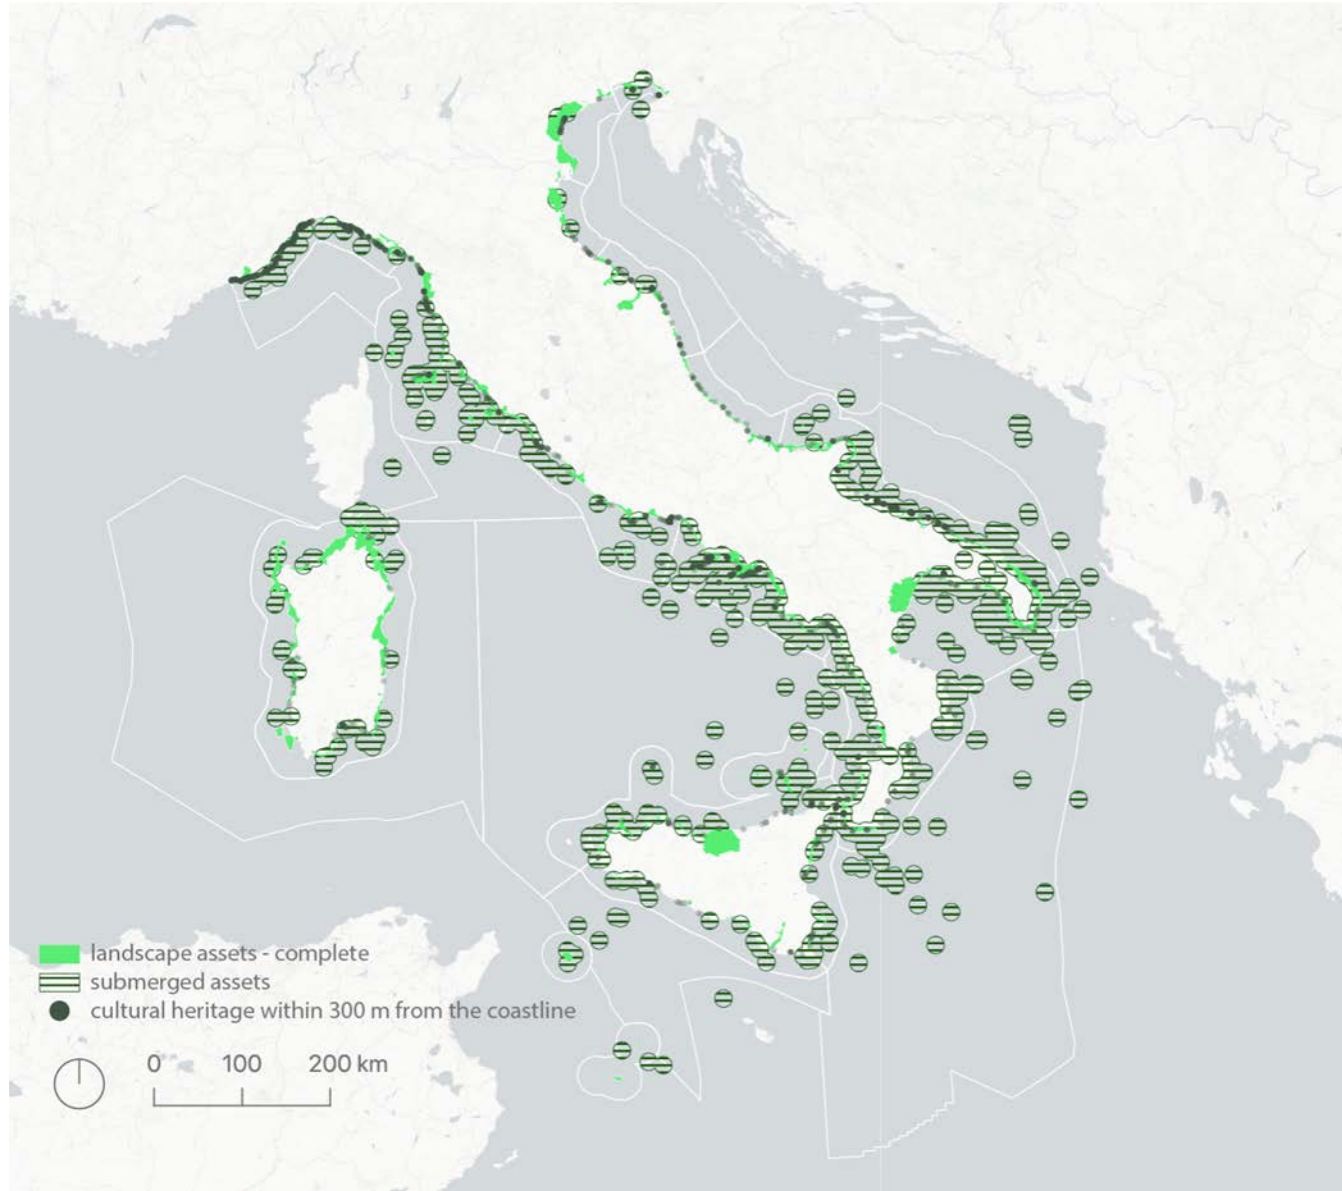 landscape assets - complete
submerged assets
cultural heritage within 300 m from the coastline
0 100 200 km